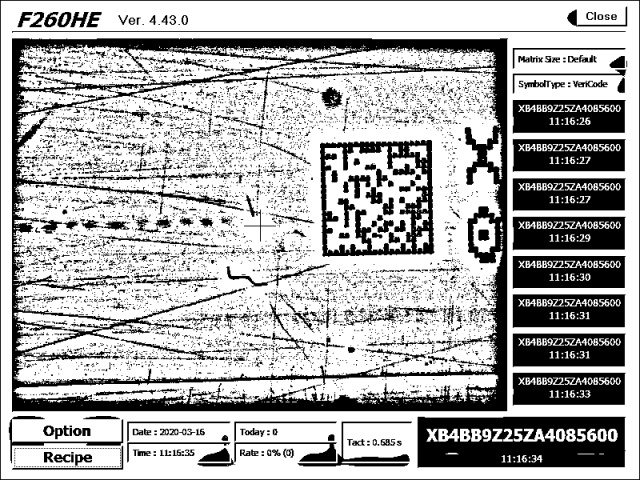 F260HE Ver. 4.43.0
Close
Matrix Size : Default
SymbolType : VeriCode
XB4BB9Z25ZA4085600
11:16:26
XB4BB9Z25ZA4085600
11:16:27
XB4BB9Z25ZA4085600
11:16:27
XB4BB9Z25ZA4085600
11:16:29
XB4BB9Z25ZA4085600
11:16:30
XB4BB9Z25ZA4085600
11:16:31
XB4BB9Z25ZA4085600
11:16:31
XB4BB9Z25ZA4085600
11:16:33
Option
Recipe
Date : 2020-03-16
Time : 11:16:35
Today : 0
Rate : 0% (0)
Tact : 0.685 s
XB4BB9Z25ZA4085600
11:16:34